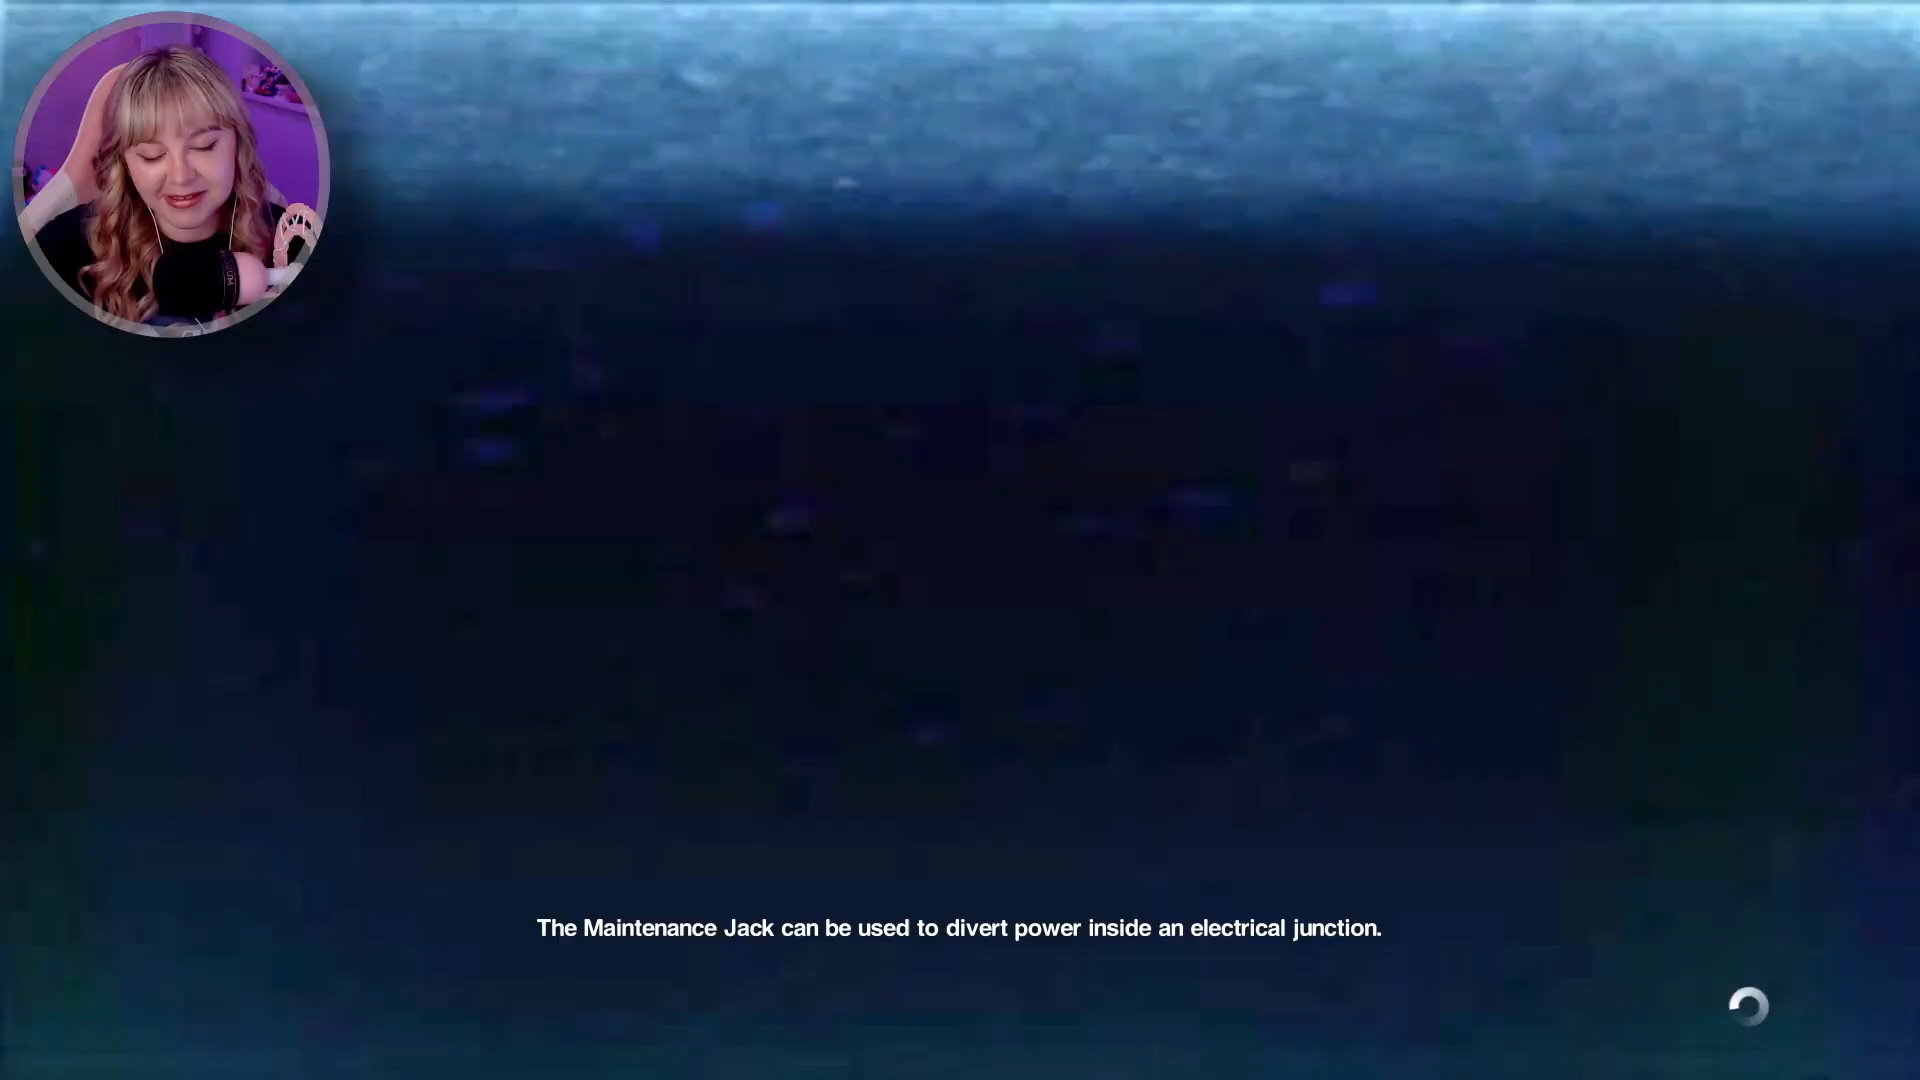 The Maintenance Jack can be used to divert power inside an electrical junction.